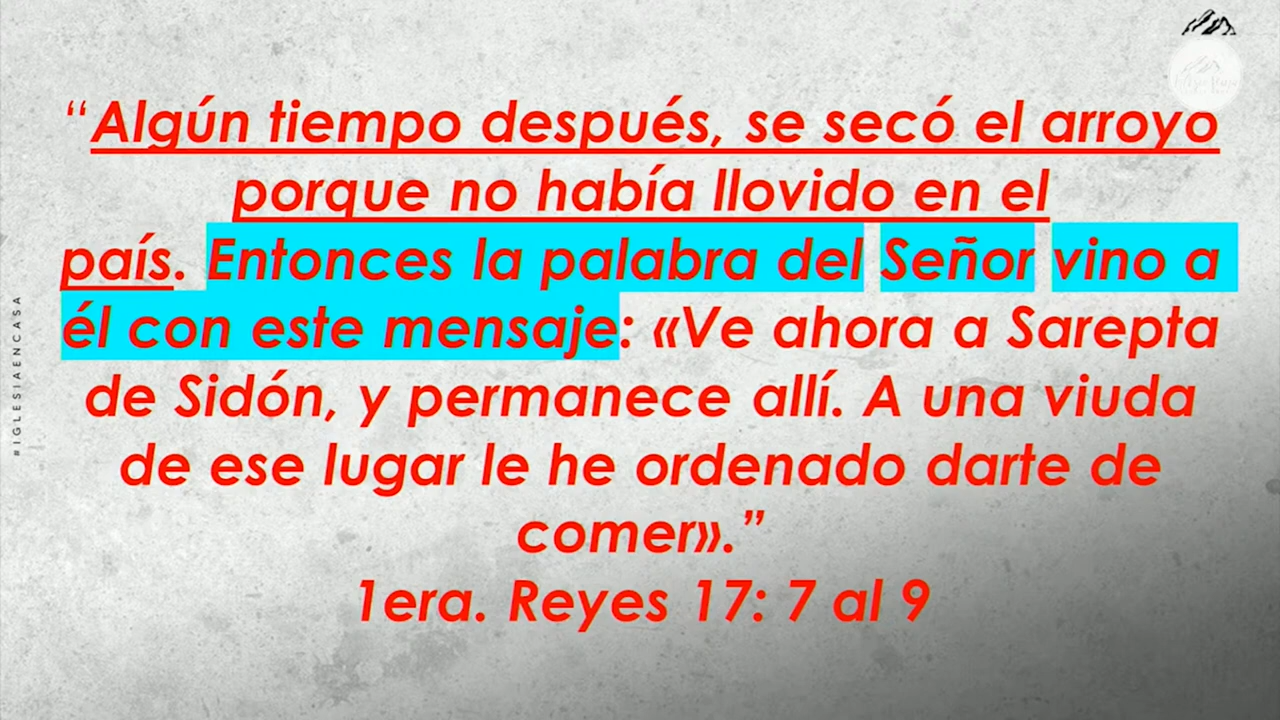 “Algún tiempo después, se secó el arroyo
porque no había llovido en el
país. Entonces la palabra del Señor vino a
él con este mensaje: «Ve ahora a Sarepta
de Sidón, y permanece allí. A una viuda
de ese lugar le he ordenado darte de
comer».”
1era. Reyes 17: 7 al 9
#IGLESIAENCASA